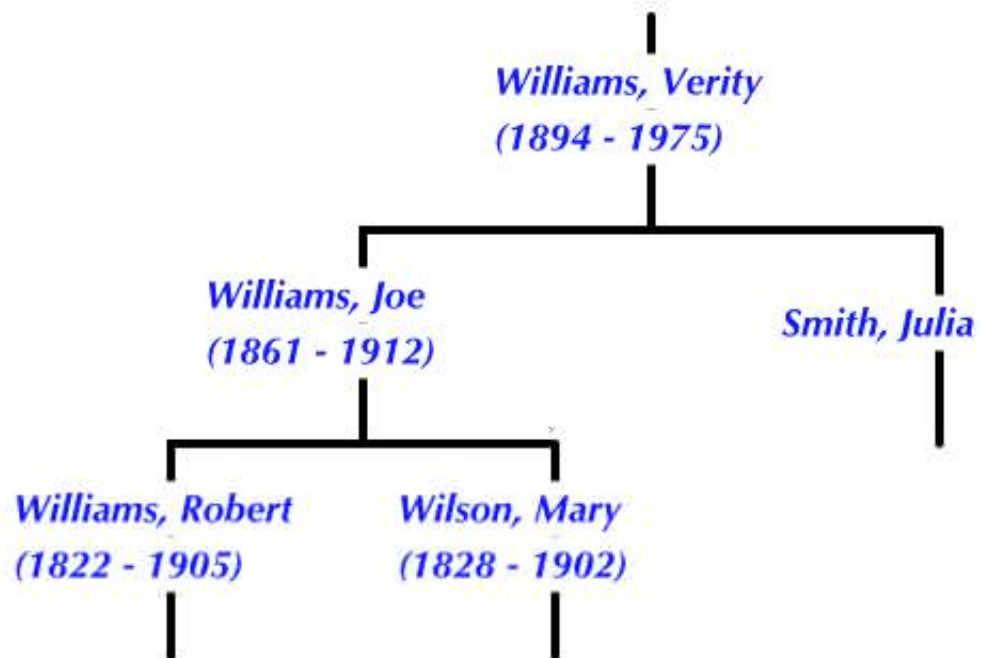 Williams, Verity
(1894 - 1975)
Williams, Joe
(1861 - 1912)
Smith, Julia
Williams, Robert
(1822 - 1905)
Wilson, Mary
(1828 - 1902)